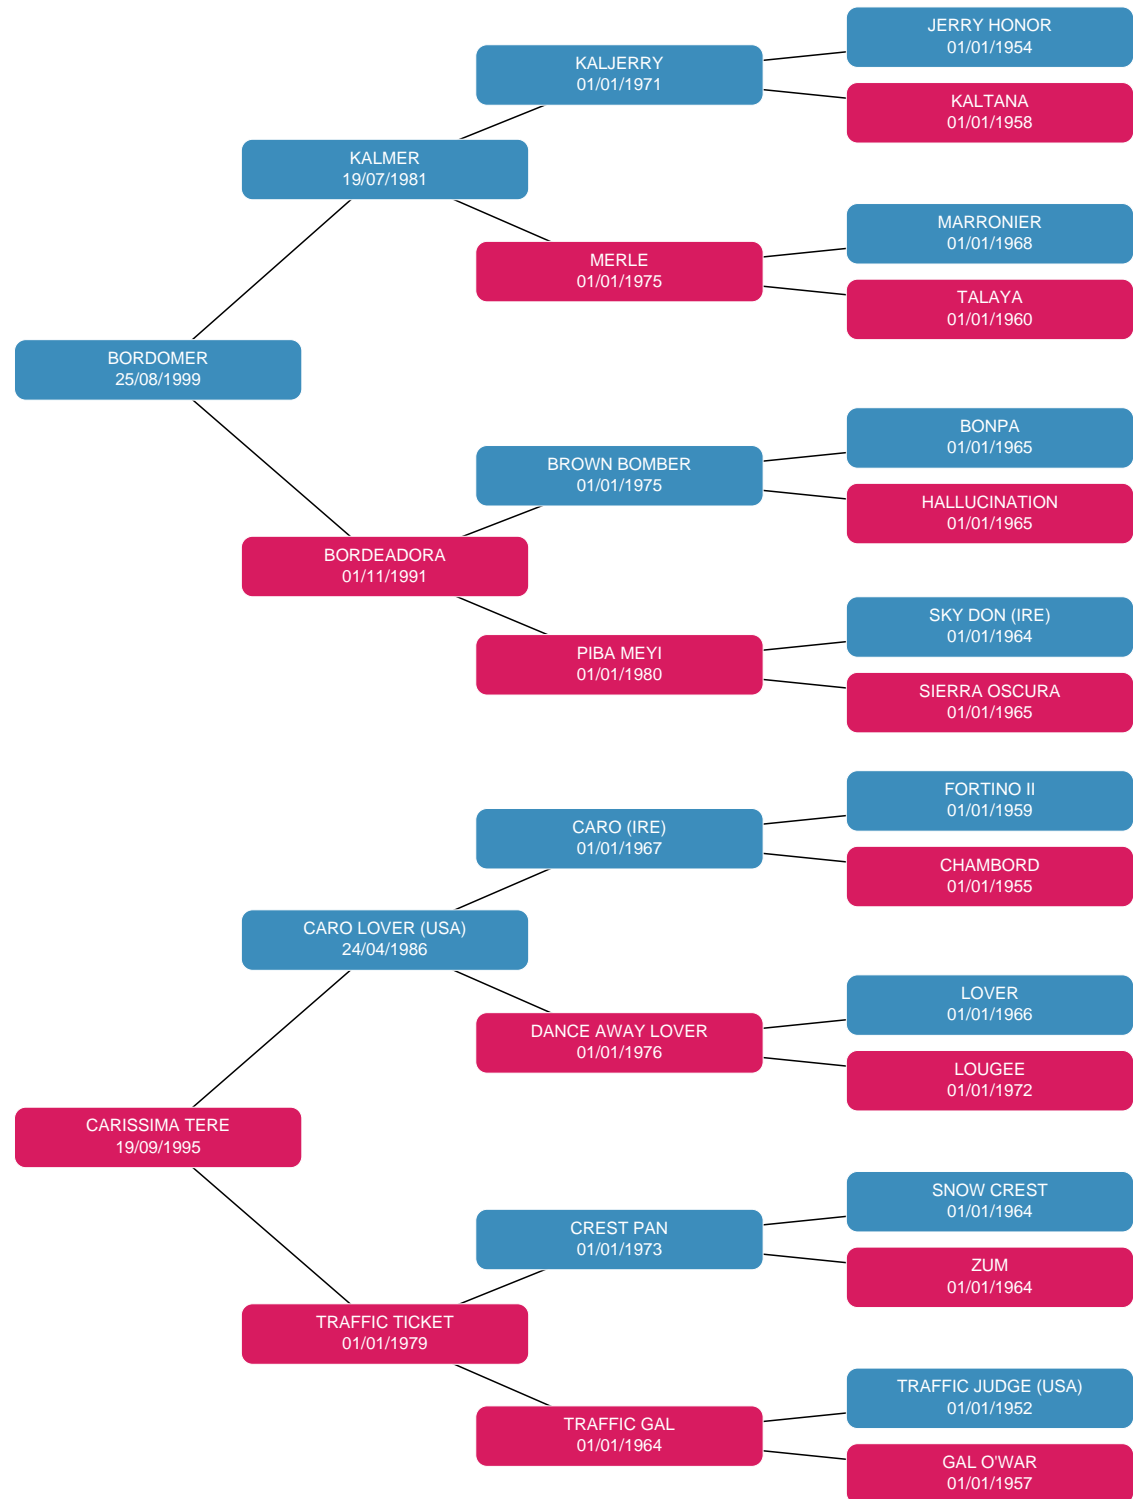 JERRY HONOR
01/01/1954
KALJERRY
01/01/1971
KALTANA
01/01/1958
KALMER
19/07/1981
MARRONIER
01/01/1968
MERLE
01/01/1975
TALAYA
01/01/1960
BORDOMER
25/08/1999
BONPA
01/01/1965
BROWN BOMBER
01/01/1975
HALLUCINATION
01/01/1965
BORDEADORA
01/11/1991
SKY DON (IRE)
01/01/1964
PIBA MEYI
01/01/1980
SIERRA OSCURA
01/01/1965
FORTINO II
01/01/1959
CARO (IRE)
01/01/1967
CHAMBORD
01/01/1955
CARO LOVER (USA)
24/04/1986
LOVER
01/01/1966
DANCE AWAY LOVER
01/01/1976
LOUGEE
01/01/1972
CARISSIMA TERE
19/09/1995
SNOW CREST
01/01/1964
CREST PAN
01/01/1973
ZUM
01/01/1964
TRAFFIC TICKET
01/01/1979
TRAFFIC JUDGE (USA)
01/01/1952
TRAFFIC GAL
01/01/1964
GAL O'WAR
01/01/1957